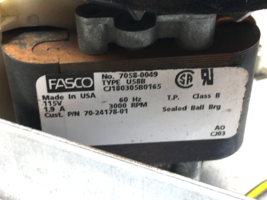 FASCO
No. 7058-0049
TYPE U58B
CJ180305B0165
Made In USA
115V 60 Hz T.P. Class B
1.9 A 3000 RPM Sealed Ball Brg
Cust. P/N 70-24178-01
AO
CJ03